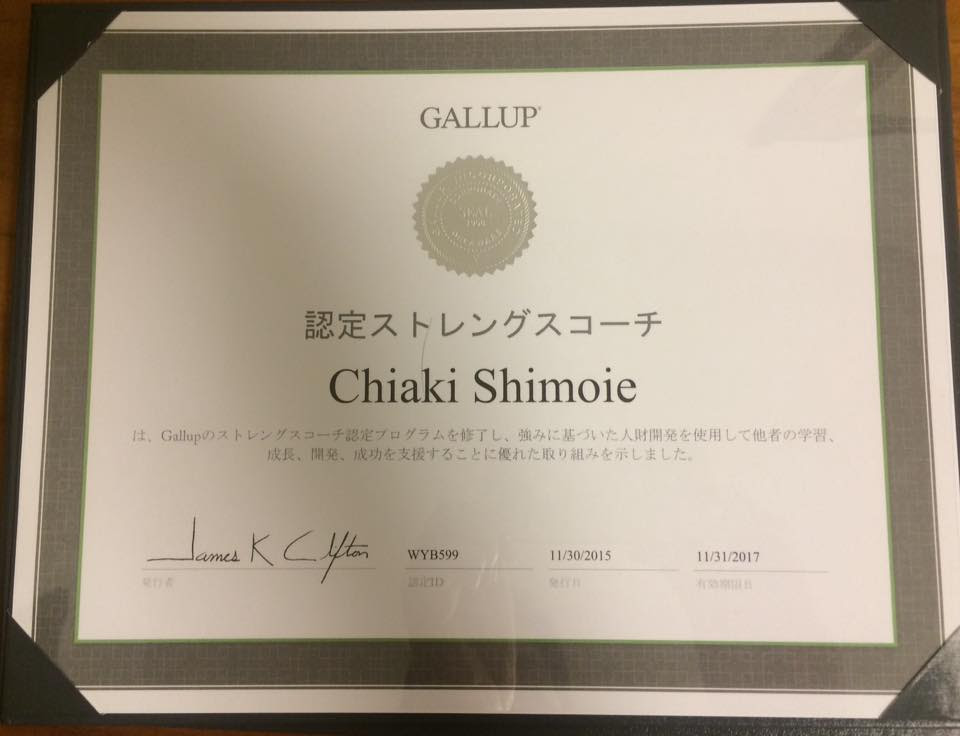 GALLUP®
SEAL
認定ストレングスコーチ
Chiaki Shimoie
は、Gallupのストレングスコーチ認定プログラムを修了し、強みに基づいた人財開発を使用して他者の学習、
成長、開発、成功を支援することに優れた取り組みを示しました。
James K Clifton
WYB599
11/30/2015
11/31/2017
発行者
認定ID
発行日
有効期限日